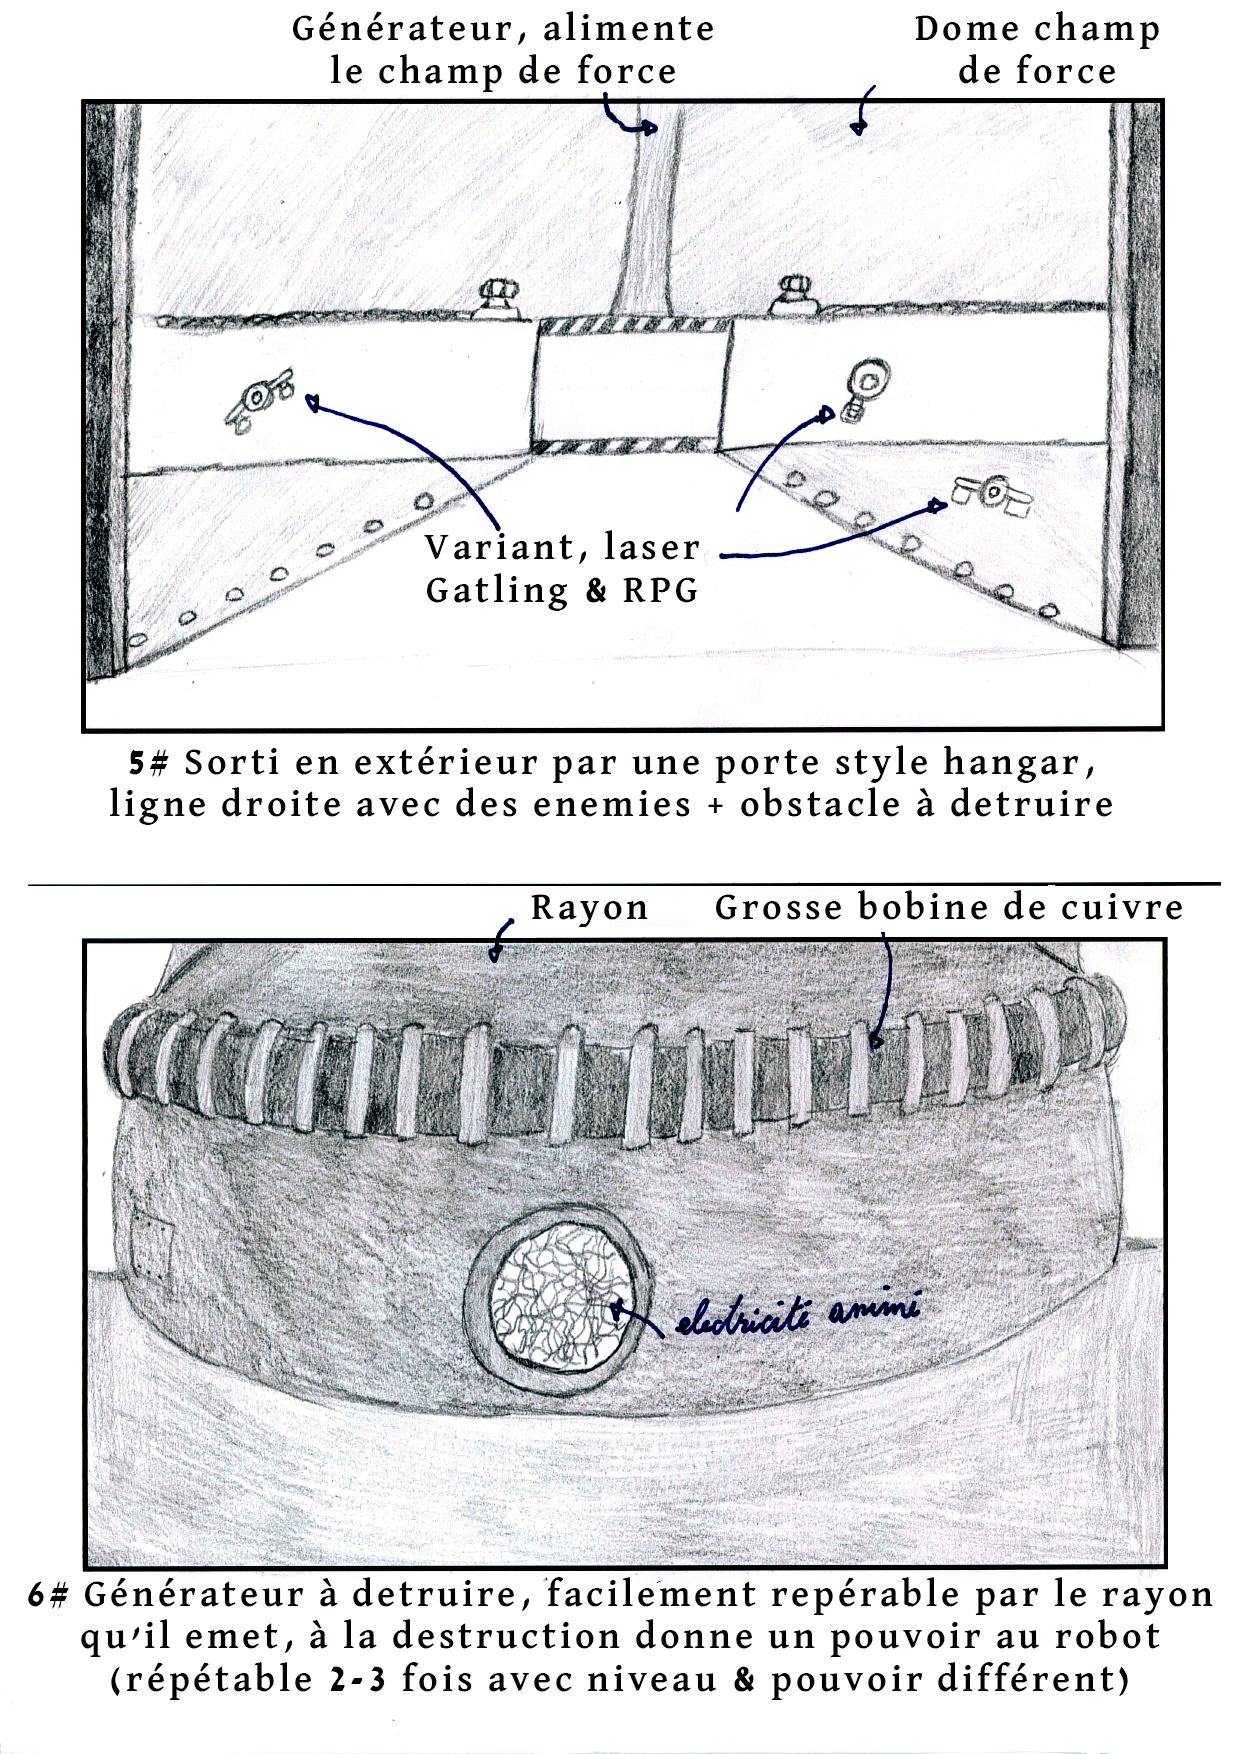 Générateur, alimente
le champ de force
Dome champ
de force
Variant, laser
Gatling & RPG
5# Sorti en extérieur par une porte style hangar,
ligne droite avec des enemies + obstacle à detruire
Rayon
Grosse bobine de cuivre
electricité animé
6# Générateur à detruire, facilement repérable par le rayon
qu'il emet, à la destruction donne un pouvoir au robot
(répétable 2-3 fois avec niveau & pouvoir différent)